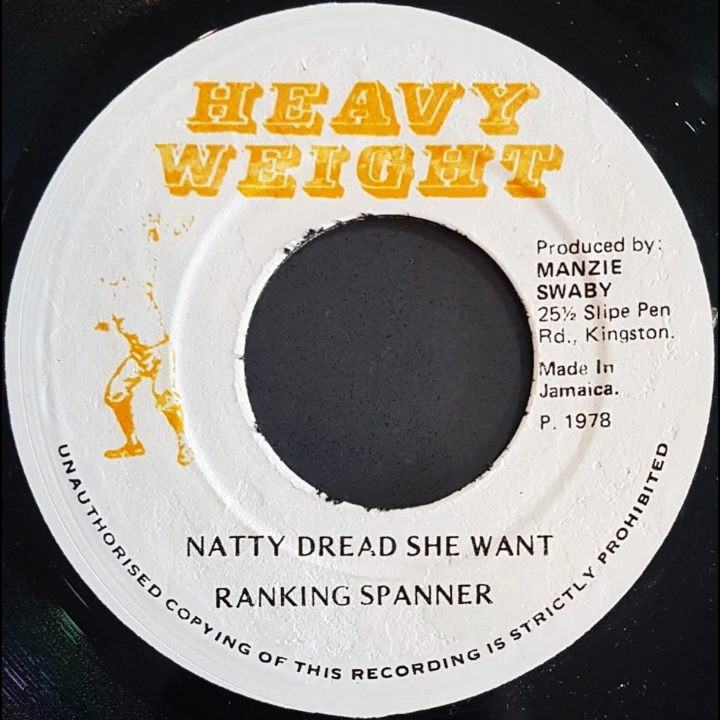 HEAVY
WEIGHT
Produced by:
MANZIE
SWABY
25½ Slipe Pen
Rd., Kingston.
Made In
Jamaica.
P. 1978
NATTY DREAD SHE WANT
RANKING SPANNER
UNAUTHORISED COPYING OF THIS RECORDING IS STRICTLY PROHIBITED